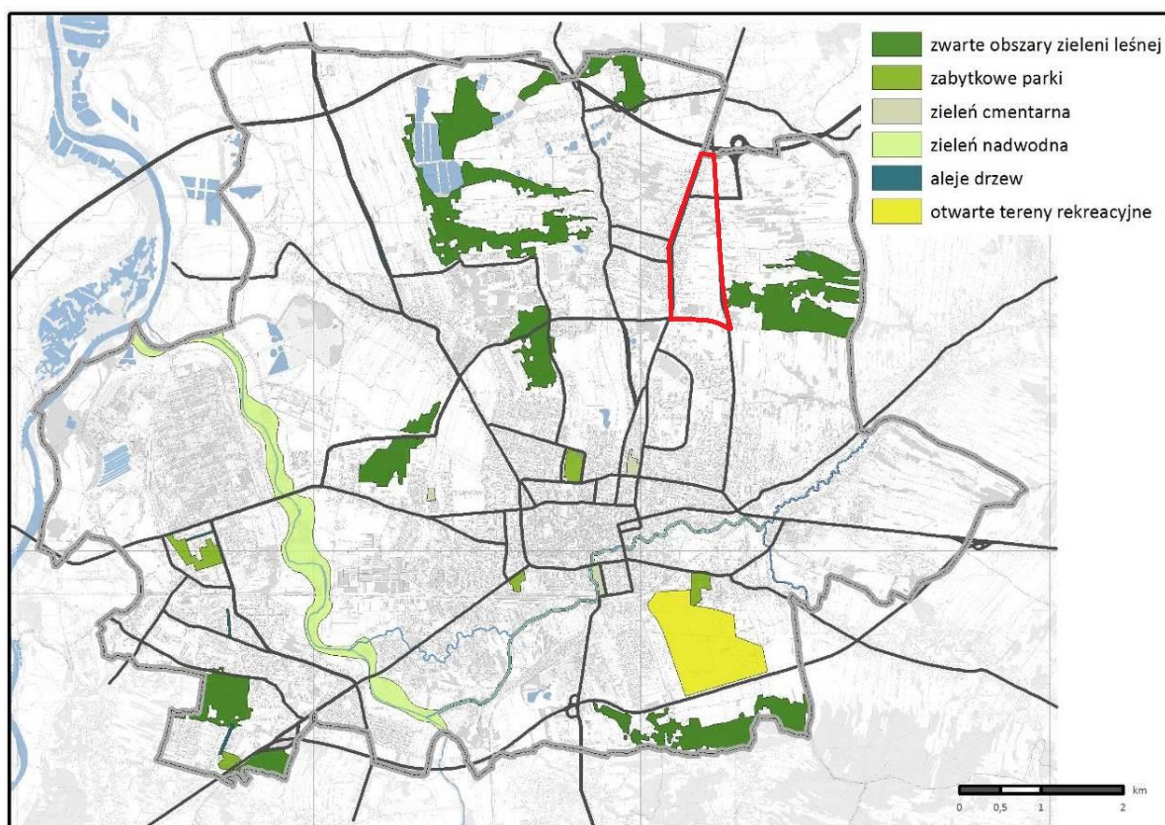 zwarte obszary zieleni leśnej
zabytkowe parki
zieleń cmentarna
zieleń nadwodna
aleje drzew
otwarte tereny rekreacyjne
km
0 0,5 1 2